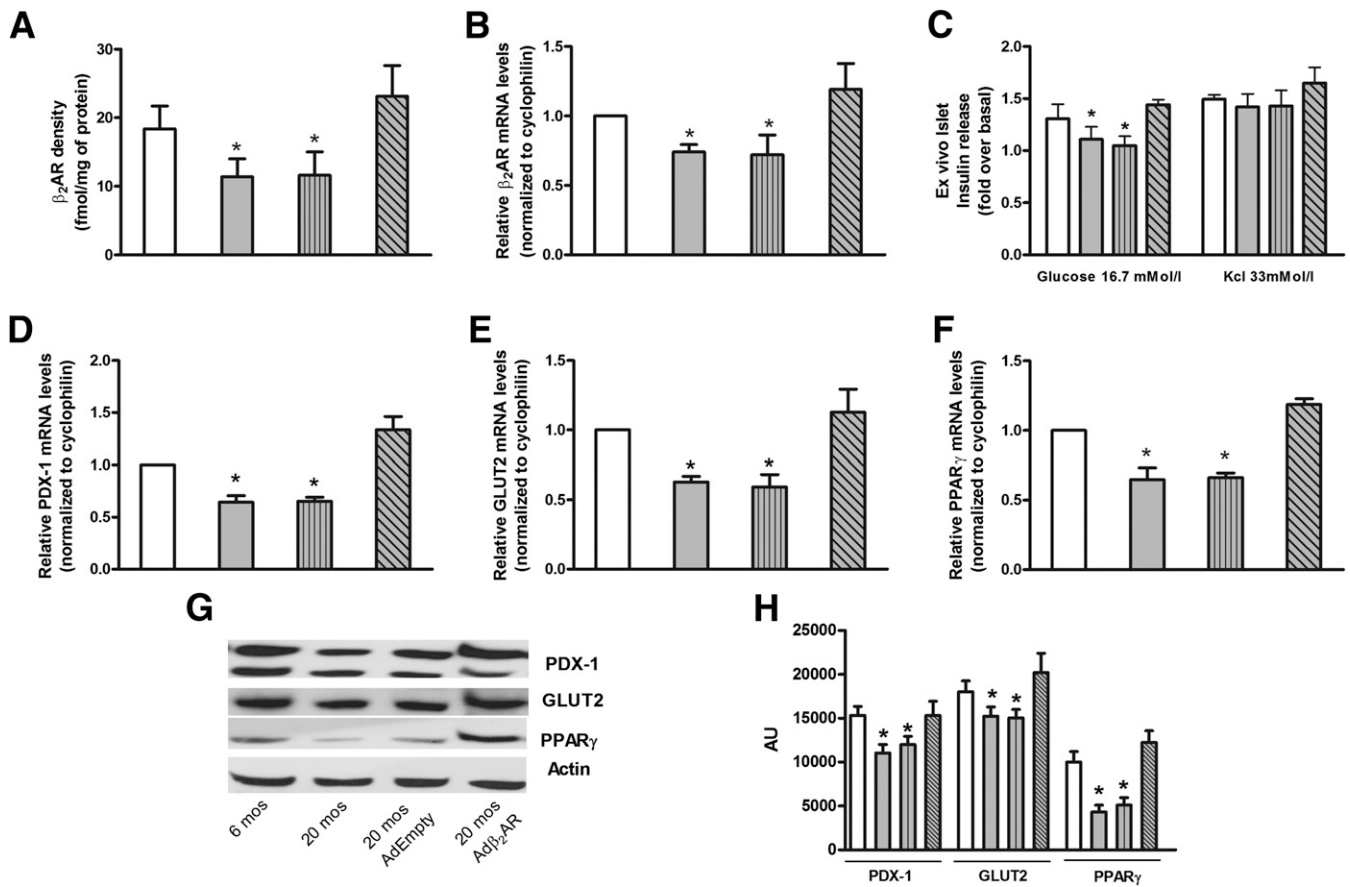 A
β2AR density
(fmol/mg of protein)
30
20
10
0
*
*
B
Relative β2AR mRNA levels
(normalized to cyclophilin)
1.5
1.0
0.5
0.0
*
*
C
Ex vivo Islet
Insulin release
(fold over basal)
2.0
1.5
1.0
0.5
0.0
*
*
Glucose 16.7 mMol/l
Kcl 33mMol/l
D
Relative PDX-1 mRNA levels
(normalized to cyclophilin)
2.0
1.5
1.0
0.5
0.0
*
*
E
Relative GLUT2 mRNA levels
(normalized to cyclophilin)
1.5
1.0
0.5
0.0
*
*
F
Relative PPARγ mRNA levels
(normalized to cyclophilin)
1.5
1.0
0.5
0.0
*
*
G
PDX-1
GLUT2
PPARγ
Actin
6 mos
20 mos
20 mos
AdEmpty
20 mos
Adβ2AR
H
AU
25000
20000
15000
10000
5000
0
* *
* *
* *
PDX-1
GLUT2
PPARγ